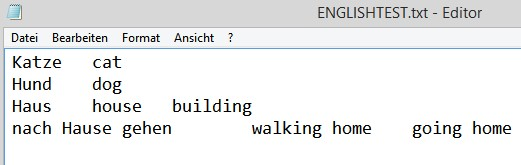 ENGLISHTEST.txt - Editor
Datei Bearbeiten Format Ansicht ?
Katze cat
Hund dog
Haus house building
nach Hause gehen walking home going home